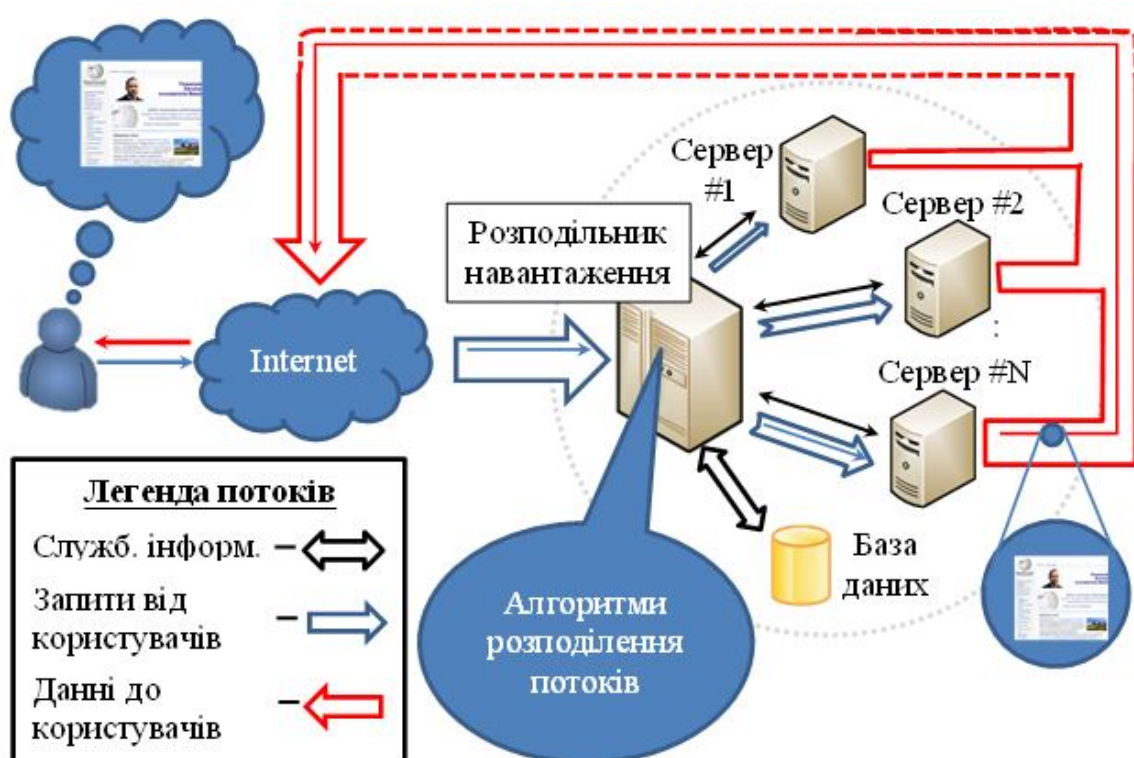 Сервер
#1
Сервер #2
Розподільник
навантаження
:
Internet
Сервер #N
Легенда потоків
Служб. інформ. –
Запити від –
користувачів
Данні до –
користувачів
База
даних
Алгоритми
розподілення
потоків